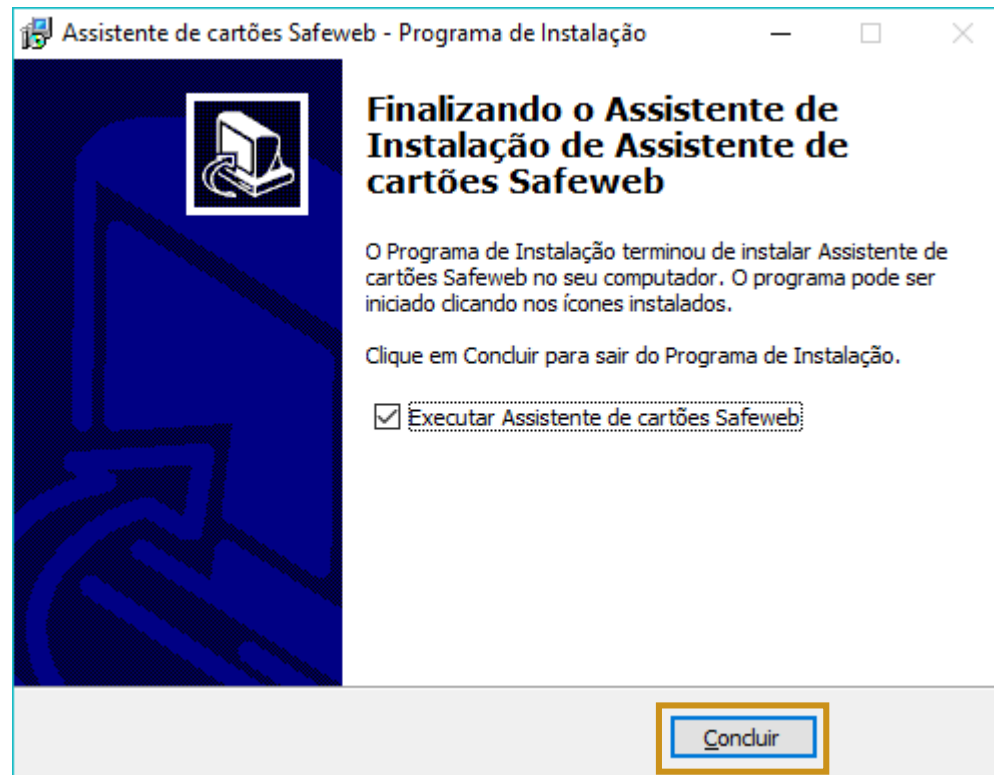 Assistente de cartões Safeweb - Programa de Instalação
Finalizando o Assistente de
Instalação de Assistente de
cartões Safeweb
O Programa de Instalação terminou de instalar Assistente de
cartões Safeweb no seu computador. O programa pode ser
iniciado clicando nos ícones instalados.
Clique em Concluir para sair do Programa de Instalação.
Executar Assistente de cartões Safeweb
Concluir